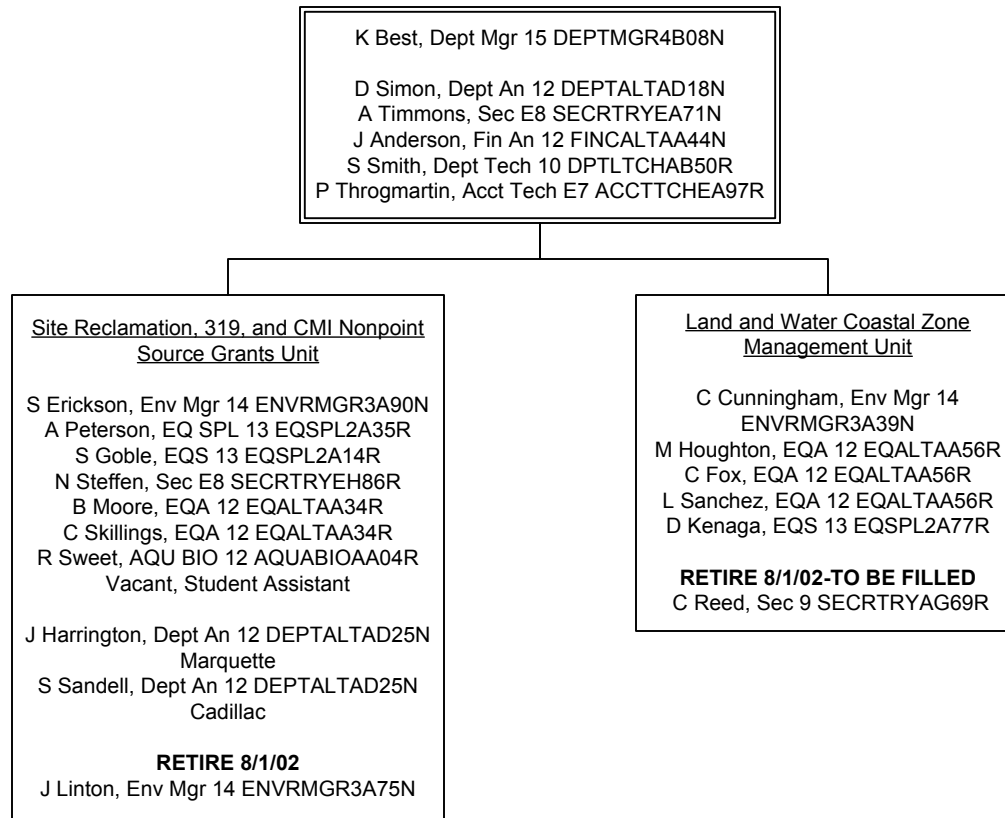 K Best, Dept Mgr 15 DEPTMGR4B08N
D Simon, Dept An 12 DEPTALTAD18N
A Timmons, Sec E8 SECRTRYEA71N
J Anderson, Fin An 12 FINCALTAA44N
S Smith, Dept Tech 10 DPTLTCHAB50R
P Throgmartin, Acct Tech E7 ACCTTCHEA97R
Site Reclamation, 319, and CMI Nonpoint
Source Grants Unit
S Erickson, Env Mgr 14 ENVRMGR3A90N
A Peterson, EQ SPL 13 EQSPL2A35R
S Goble, EQS 13 EQSPL2A14R
N Steffen, Sec E8 SECRTRYEH86R
B Moore, EQA 12 EQALTAA34R
C Skillings, EQA 12 EQALTAA34R
R Sweet, AQU BIO 12 AQUABIOAA04R
Vacant, Student Assistant
J Harrington, Dept An 12 DEPTALTAD25N
Marquette
S Sandell, Dept An 12 DEPTALTAD25N
Cadillac
RETIRE 8/1/02
J Linton, Env Mgr 14 ENVRMGR3A75N
Land and Water Coastal Zone
Management Unit
C Cunningham, Env Mgr 14
ENVRMGR3A39N
M Houghton, EQA 12 EQALTAA56R
C Fox, EQA 12 EQALTAA56R
L Sanchez, EQA 12 EQALTAA56R
D Kenaga, EQS 13 EQSPL2A77R
RETIRE 8/1/02-TO BE FILLED
C Reed, Sec 9 SECRTRYAG69R